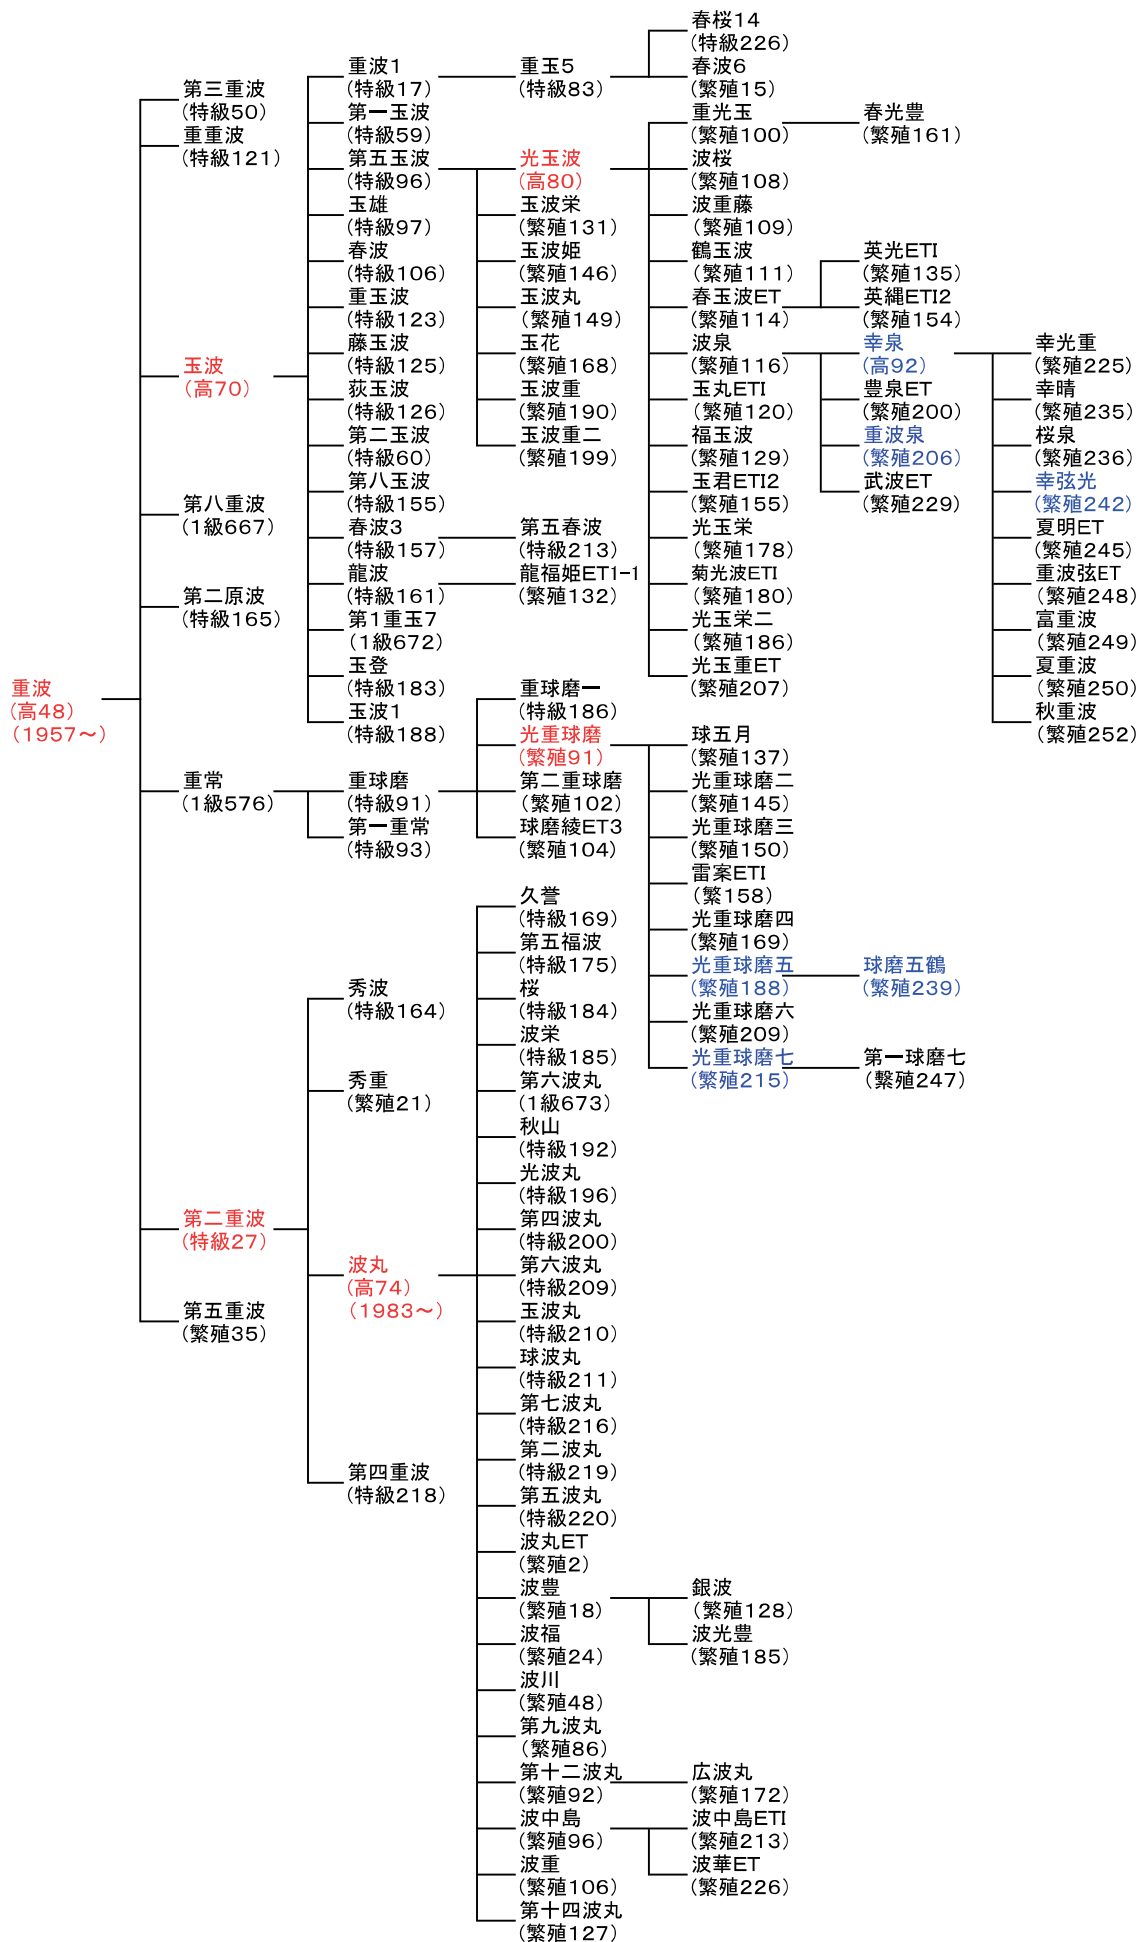 重波
(高48)
(1957〜)
第三重波
(特級50)
重重波
(特級121)
玉波
(高70)
第八重波
(1級667)
第二原波
(特級165)
重常
(1級576)
第二重波
(特級27)
第五重波
(繁殖35)
重波1
(特級17)
第一玉波
(特級59)
第五玉波
(特級96)
玉雄
(特級97)
春波
(特級106)
重玉波
(特級123)
藤玉波
(特級125)
荻玉波
(特級126)
第二玉波
(特級60)
第八玉波
(特級155)
春波3
(特級157)
龍波
(特級161)
第1重玉7
(1級672)
玉登
(特級183)
玉波1
(特級188)
重球磨
(特級91)
第一重常
(特級93)
秀波
(特級164)
秀重
(繁殖21)
波丸
(高74)
(1983〜)
第四重波
(特級218)
重玉5
(特級83)
光玉波
(高80)
玉波栄
(繁殖131)
玉波姫
(繁殖146)
玉波丸
(繁殖149)
玉花
(繁殖168)
玉波重
(繁殖190)
玉波重二
(繁殖199)
第五春波
(特級213)
龍福姫ET1-1
(繁殖132)
重球磨一
(特級186)
光重球磨
(繁殖91)
第二重球磨
(繁殖102)
球磨綾ET3
(繁殖104)
久誉
(特級169)
第五福波
(特級175)
桜
(特級184)
波栄
(特級185)
第六波丸
(1級673)
秋山
(特級192)
光波丸
(特級196)
第四波丸
(特級200)
第六波丸
(特級209)
玉波丸
(特級210)
球波丸
(特級211)
第七波丸
(特級216)
第二波丸
(特級219)
第五波丸
(特級220)
波丸ET
(繁殖2)
波豊
(繁殖18)
波福
(繁殖24)
波川
(繁殖48)
第九波丸
(繁殖86)
第十二波丸
(繁殖92)
波中島
(繁殖96)
波重
(繁殖106)
第十四波丸
(繁殖127)
春桜14
(特級226)
春波6
(繁殖15)
重光玉
(繁殖100)
波桜
(繁殖108)
波重藤
(繁殖109)
鶴玉波
(繁殖111)
春玉波ET
(繁殖114)
波泉
(繁殖116)
玉丸ETI
(繁殖120)
福玉波
(繁殖129)
玉君ETI2
(繁殖155)
光玉栄
(繁殖178)
菊光波ETI
(繁殖180)
光玉栄二
(繁殖186)
光玉重ET
(繁殖207)
球五月
(繁殖137)
光重球磨二
(繁殖145)
光重球磨三
(繁殖150)
雷案ETI
(繁158)
光重球磨四
(繁殖169)
光重球磨五
(繁殖188)
光重球磨六
(繁殖209)
光重球磨七
(繁殖215)
銀波
(繁殖128)
波光豊
(繁殖185)
広波丸
(繁殖172)
波中島ETI
(繁殖213)
波華ET
(繁殖226)
春光豊
(繁殖161)
英光ETI
(繁殖135)
英縄ETI2
(繁殖154)
幸泉
(高92)
豊泉ET
(繁殖200)
重波泉
(繁殖206)
武波ET
(繁殖229)
球磨五鶴
(繁殖239)
第一球磨七
(繫殖247)
幸光重
(繁殖225)
幸晴
(繁殖235)
桜泉
(繁殖236)
幸弦光
(繁殖242)
夏明ET
(繁殖245)
重波弦ET
(繁殖248)
富重波
(繁殖249)
夏重波
(繁殖250)
秋重波
(繁殖252)